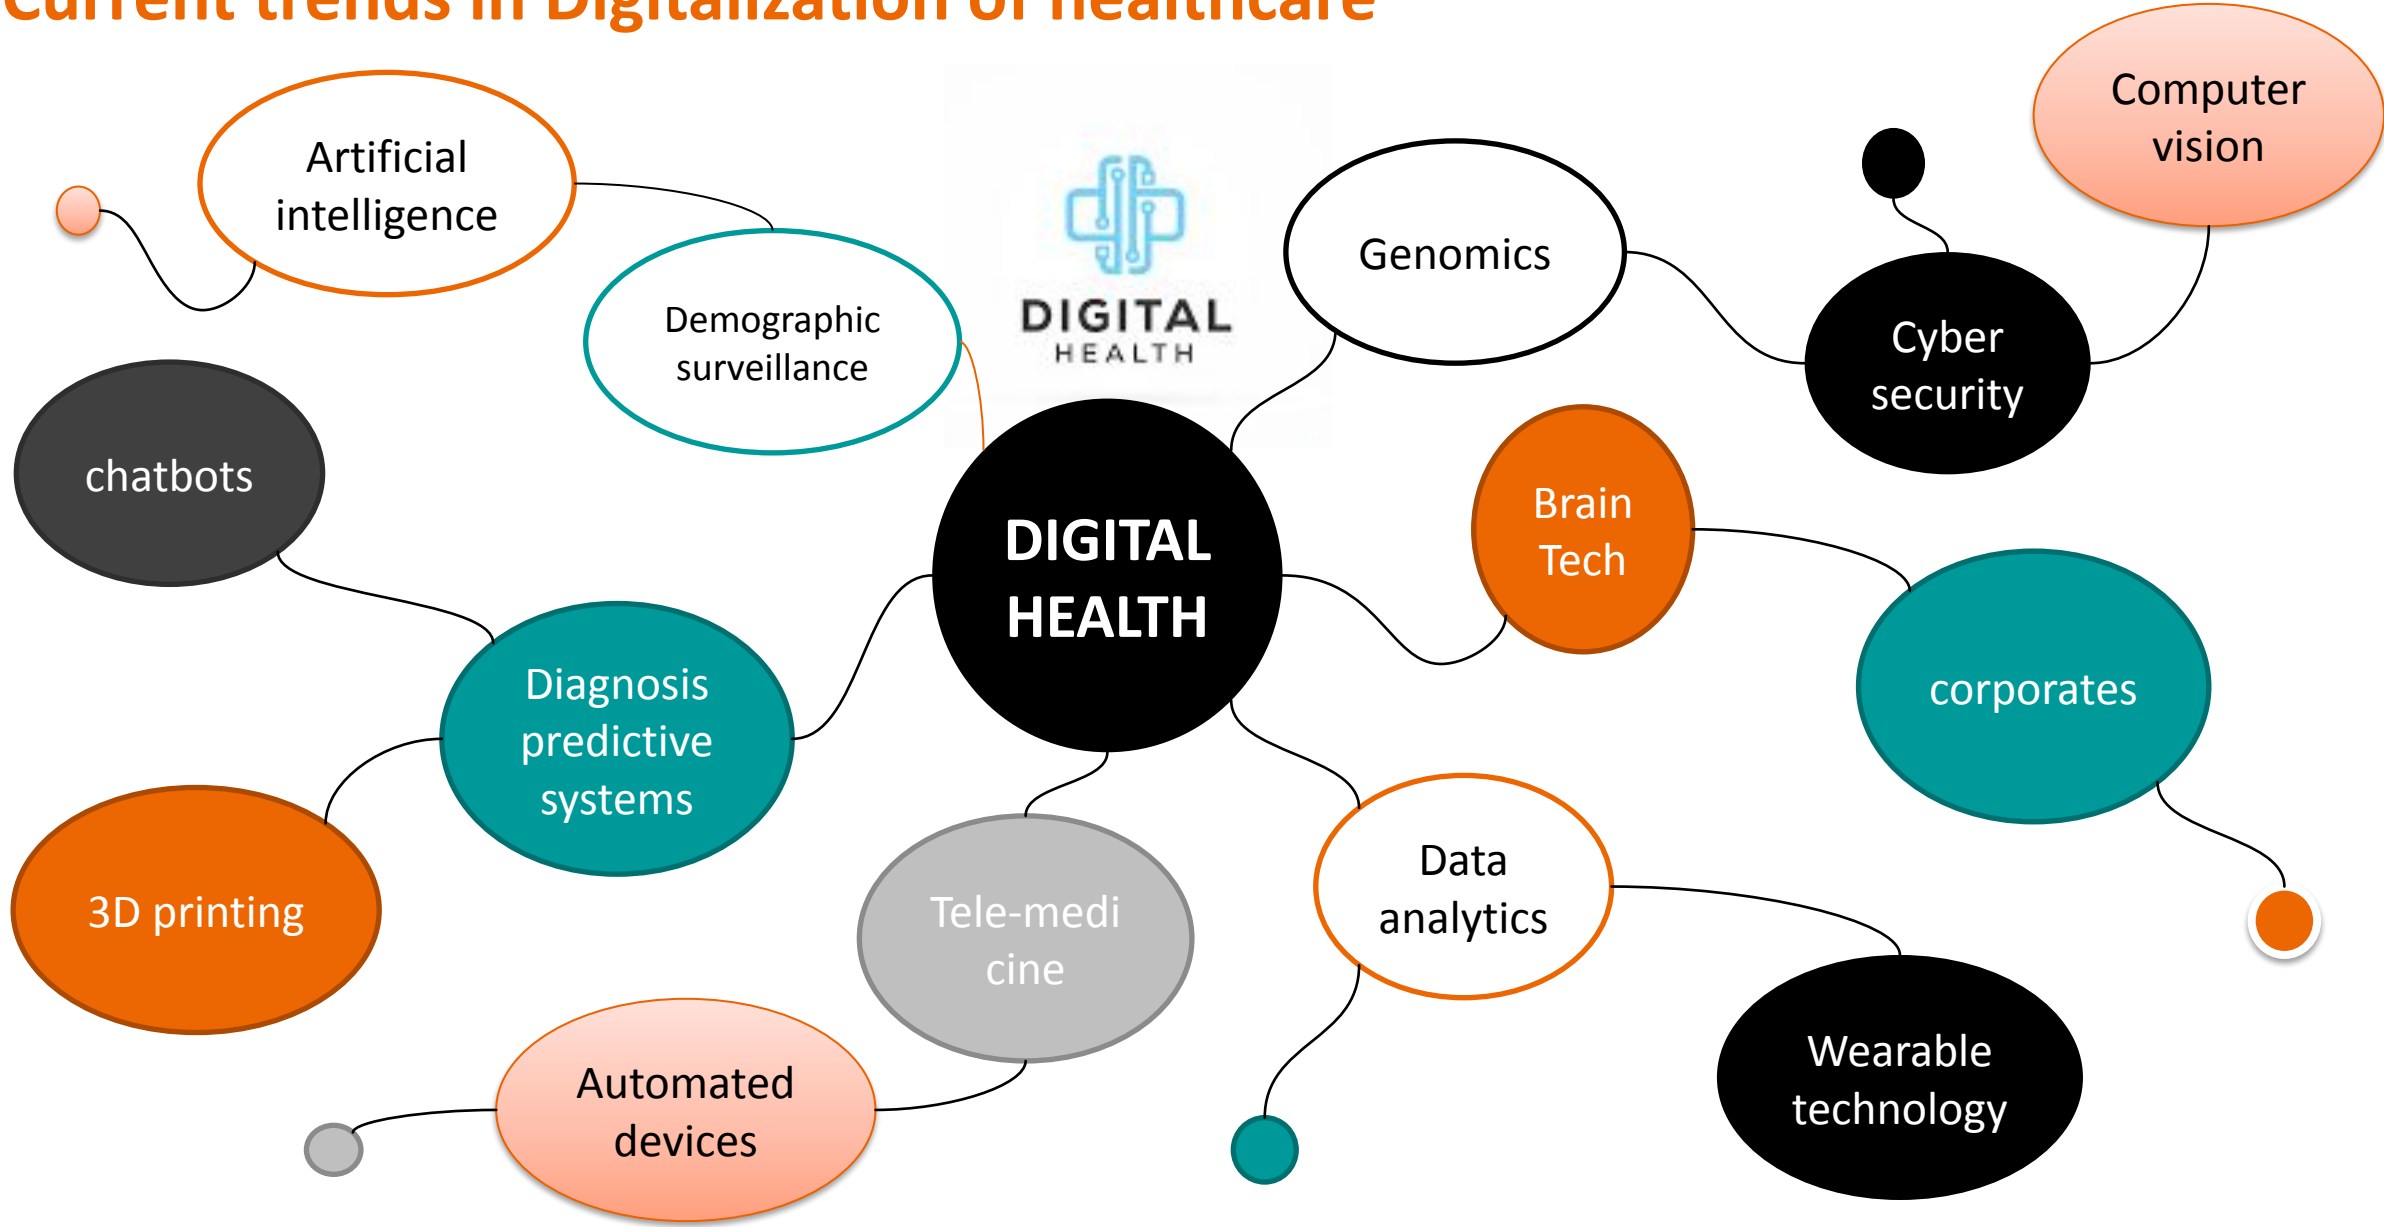 Current trends in Digitalization of healthcare
Computer
vision
Artificial
intelligence
Genomics
Demographic
surveillance
DIGITAL
HEALTH
Cyber
security
chatbots
Brain
Tech
DIGITAL
HEALTH
corporates
Diagnosis
predictive
systems
Data
analytics
3D printing
Tele-medi
cine
Wearable
technology
Automated
devices